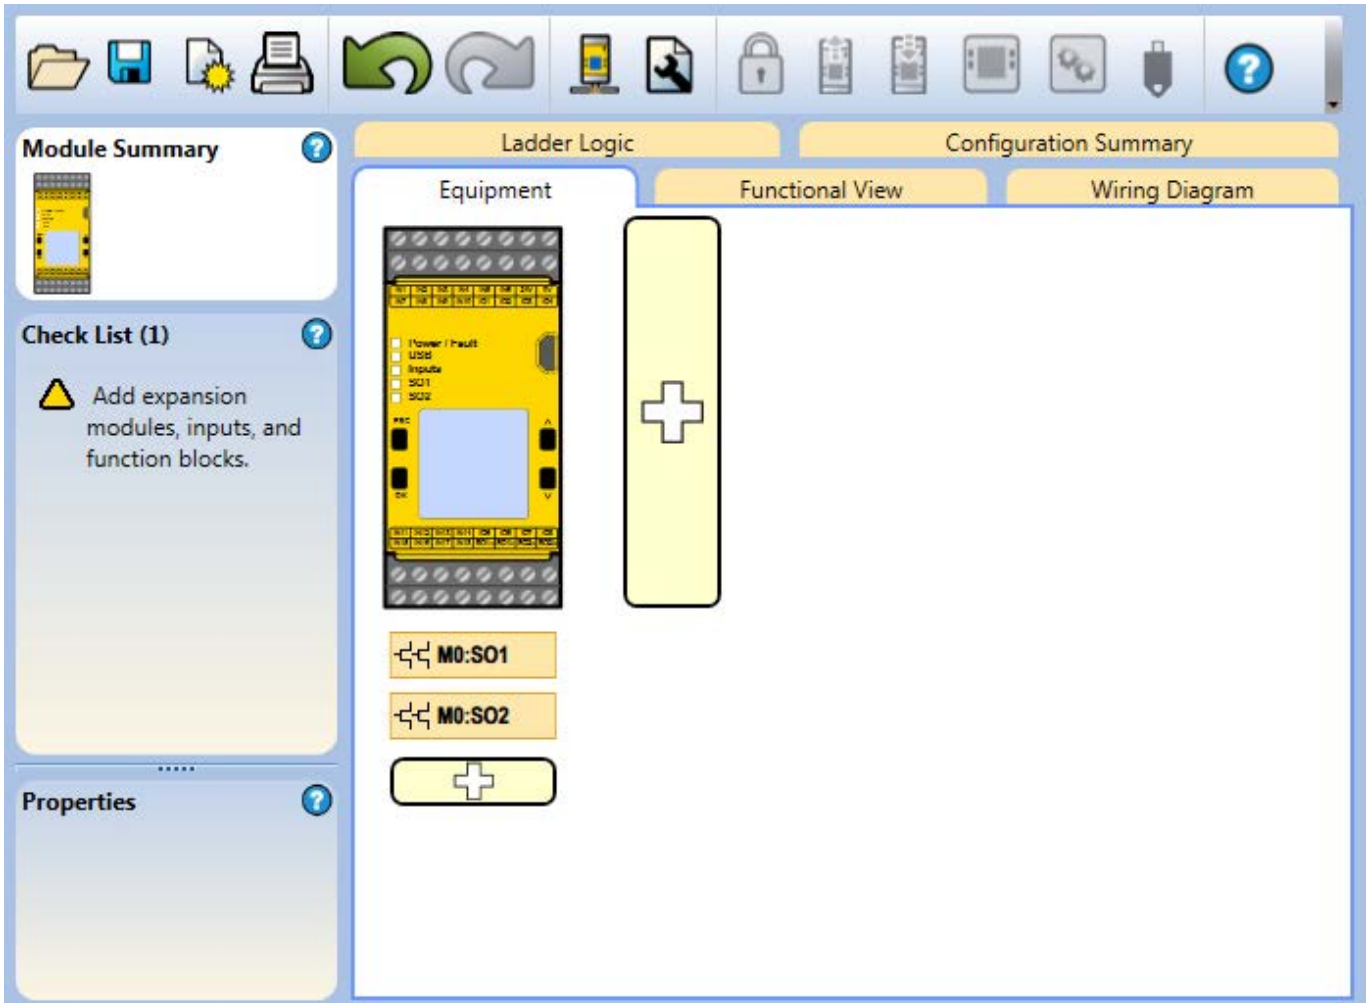 Module Summary
Ladder Logic
Configuration Summary
Equipment
Functional View
Wiring Diagram
Check List (1)
Add expansion
modules, inputs, and
function blocks.
Power / Fault
USB
Inputs
SO1
SO2
OK
M0:SO1
M0:SO2
Properties